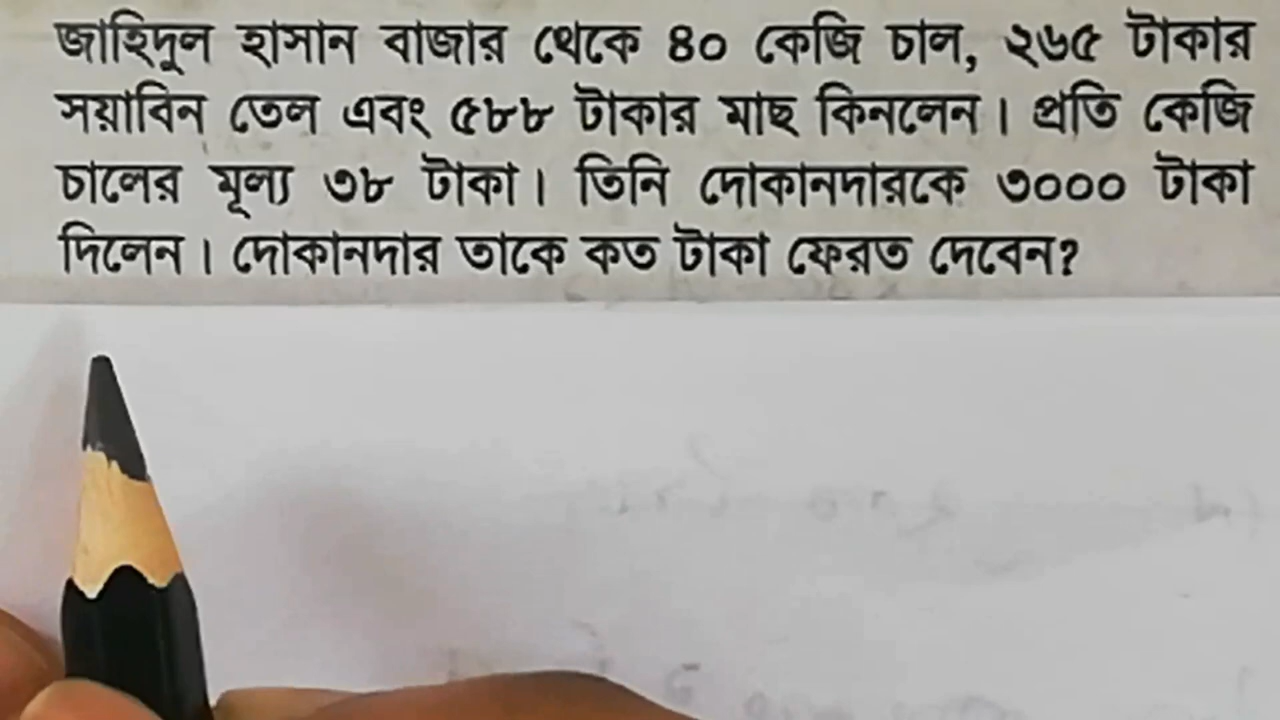 জাহিদুল হাসান বাজার থেকে ৪০ কেজি চাল, ২৬৫ টাকার
সয়াবিন তেল এবং ৫৮৮ টাকার মাছ কিনলেন। প্রতি কেজি
চালের মূল্য ৩৮ টাকা। তিনি দোকানদারকে ৩০০০ টাকা
দিলেন। দোকানদার তাকে কত টাকা ফেরত দেবেন?